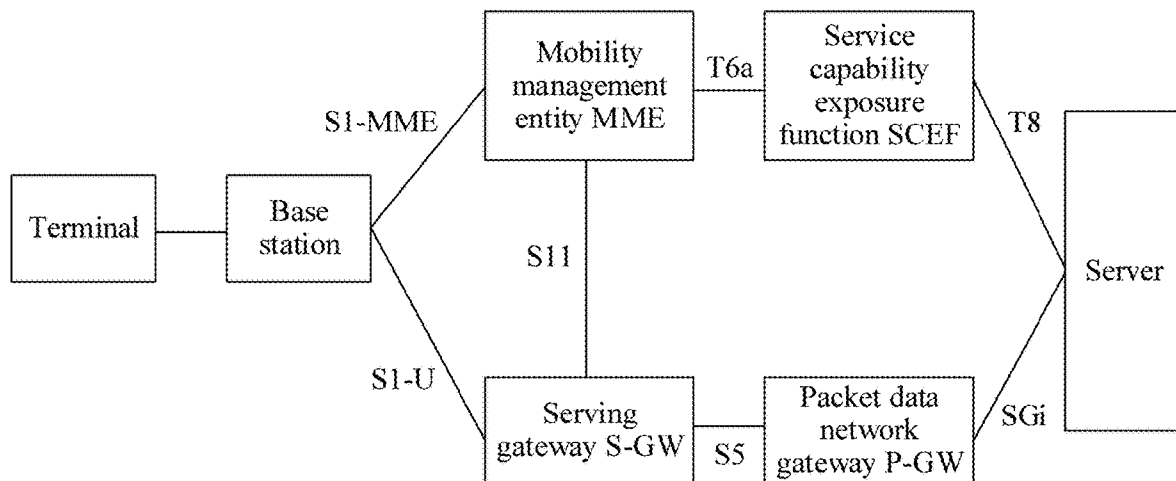 Mobility
management
entity MME
T6a
Service
capability
exposure
function SCEF
S1-MME
T8
Terminal
Base
station
S11
Server
S1-U
Serving
gateway S-GW
S5
Packet data
network
gateway P-GW
SGi